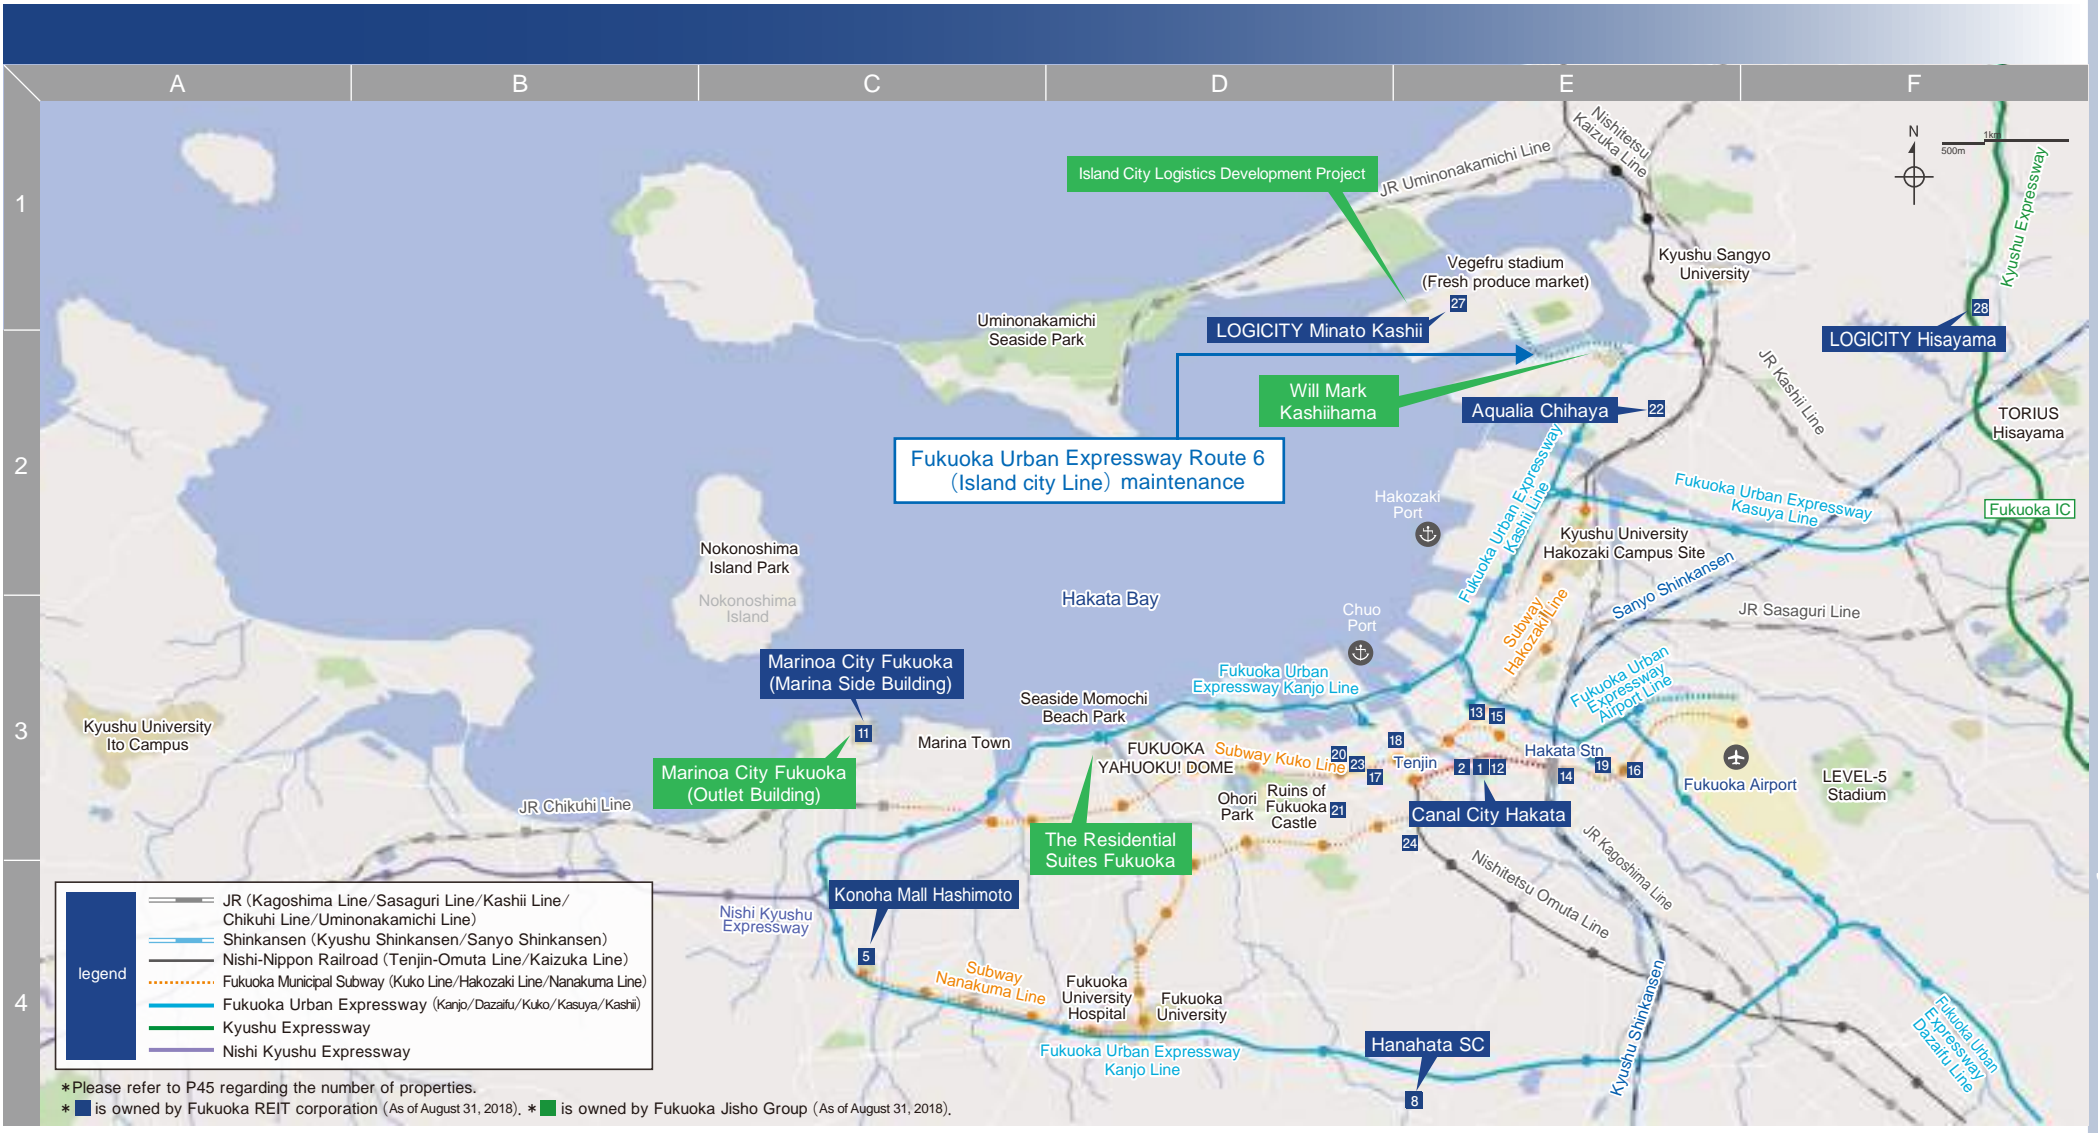 A B C D E F
1
2
3
4
N
500m
1km
Nishitetsu
Kaizuka Line
JR Uminonakamichi Line
Kyushu Expressway
Island City Logistics Development Project
Vegefru stadium
(Fresh produce market)
Kyushu Sangyo
University
27
28
LOGICITY Minato Kashii
LOGICITY Hisayama
Uminonakamichi
Seaside Park
JR Kashii Line
Will Mark
Kashiihama
Aqualia Chihaya
22
TORIUS
Hisayama
Fukuoka Urban Expressway Route 6
(Island city Line) maintenance
Hakozaki
Port
Fukuoka Urban Expressway
Kashii Line
Fukuoka Urban Expressway
Kasuya Line
Fukuoka IC
Kyushu University
Hakozaki Campus Site
Nokonoshima
Island Park
Nokonoshima
Island
Hakata Bay
Chuo
Port
Subway
Hakozaki Line
Sanyo Shinkansen
JR Sasaguri Line
Marinoa City Fukuoka
(Marina Side Building)
Fukuoka Urban
Expressway Kanjo Line
Fukuoka Urban
Expressway
Airport Line
Seaside Momochi
Beach Park
Kyushu University
Ito Campus
11
Marina Town
FUKUOKA
YAHUOKU! DOME
Subway Kuko Line
13
15
18
20
23
17
Tenjin
2
1
12
Hakata Stn
14
19
16
Fukuoka Airport
LEVEL-5
Stadium
Marinoa City Fukuoka
(Outlet Building)
JR Chikuhi Line
Ohori
Park
Ruins of
Fukuoka
Castle
21
Canal City Hakata
The Residential
Suites Fukuoka
24
JR Kagoshima Line
Nishitetsu Omuta Line
Konoha Mall Hashimoto
Nishi Kyushu
Expressway
5
Subway
Nanakuma Line
Fukuoka
University
Hospital
Fukuoka
University
Fukuoka Urban Expressway
Kanjo Line
Hanahata SC
8
Kyushu Shinkansen
Fukuoka Urban
Expressway
Dazaifu Line
legend
JR (Kagoshima Line/Sasaguri Line/Kashii Line/
Chikuhi Line/Uminonakamichi Line)
Shinkansen (Kyushu Shinkansen/Sanyo Shinkansen)
Nishi-Nippon Railroad (Tenjin-Omuta Line/Kaizuka Line)
Fukuoka Municipal Subway (Kuko Line/Hakozaki Line/Nanakuma Line)
Fukuoka Urban Expressway (Kanjo/Dazaifu/Kuko/Kasuya/Kashii)
Kyushu Expressway
Nishi Kyushu Expressway
*Please refer to P45 regarding the number of properties.
* is owned by Fukuoka REIT corporation (As of August 31, 2018). * is owned by Fukuoka Jisho Group (As of August 31, 2018).